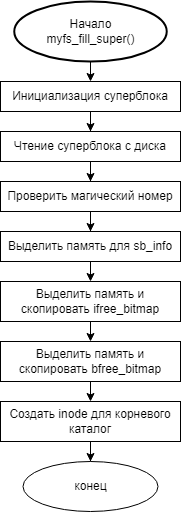 Начало
myfs_fill_super()
Инициализация суперблока
Чтение суперблока с диска
Проверить магический номер
Выделить память для sb_info
Выделить память и
скопировать ifree_bitmap
Выделить память и
скопировать bfree_bitmap
Создать inode для корневого
каталог
конец